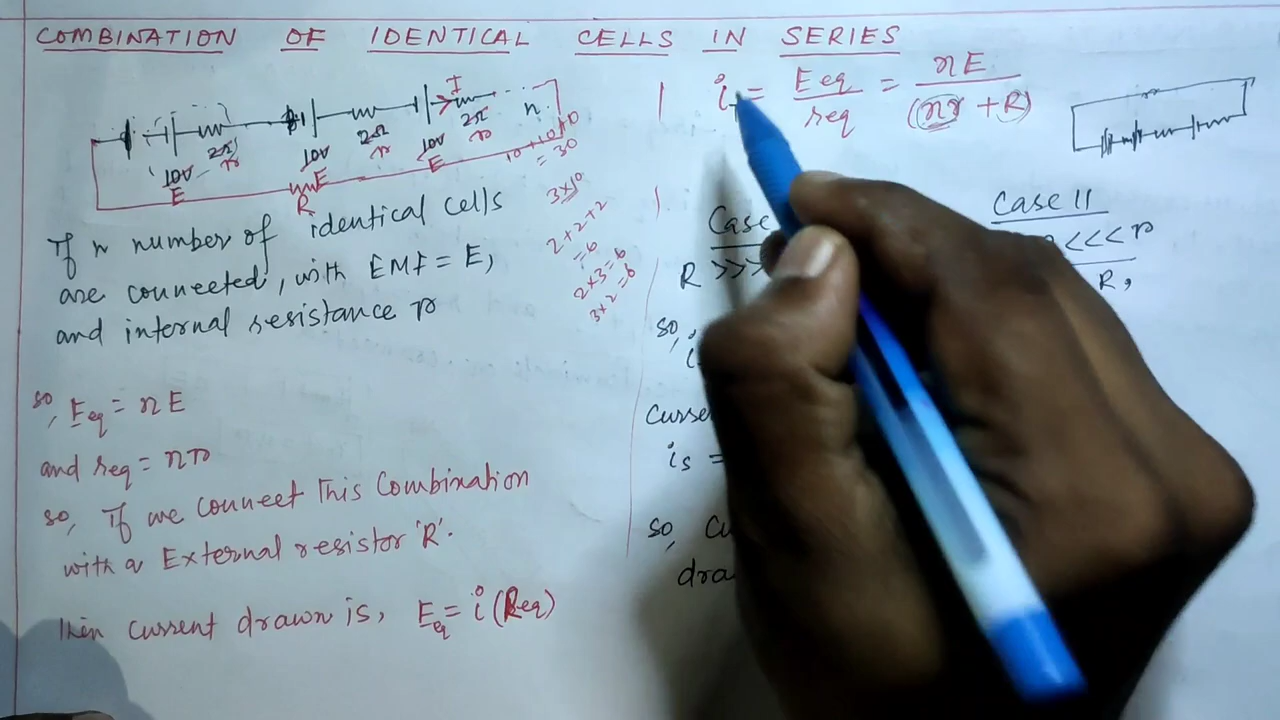 COMBINATION OF IDENTICAL CELLS IN SERIES
I
2Ω 2Ω 2Ω n
10V r 10V r 10V r
E E E
R
10+10+10
= 30
3×10
2+2+2
=6
2×3=6
3×2=6
If n number of identical cells
are connected, with EMF = E,
and internal resistance r
so, Eeq = nE
and req = nr
so, If we connect This Combination
with a External resistor 'R'.
Then current drawn is, Eeq = i (Req)
i = Eeq / req = nE / (nr + R)
Case
R >>>
so,
i
is =
so, Cu
dra
Case II
<<< r
R,